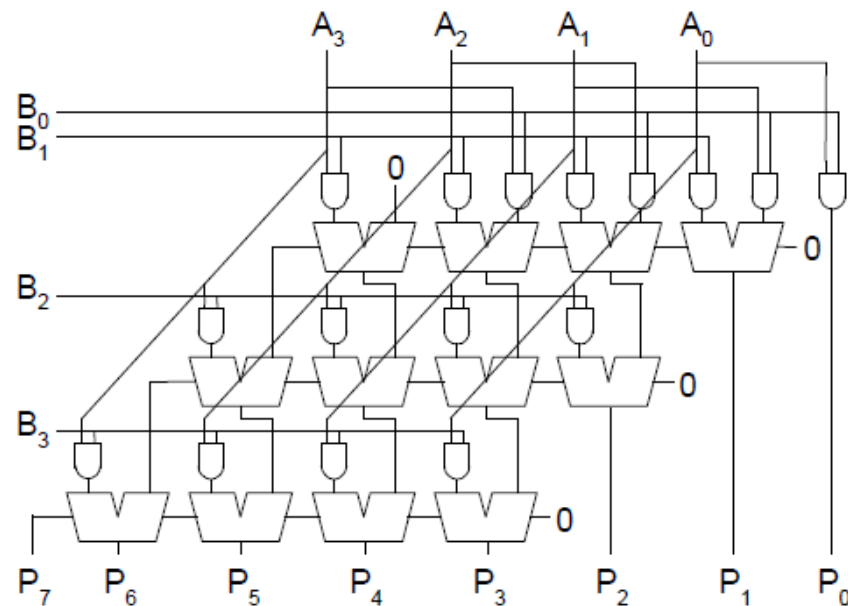 A₃ A₂ A₁ A₀
B₀
B₁
0
0
B₂
0
B₃
0
P₇ P₆ P₅ P₄ P₃ P₂ P₁ P₀